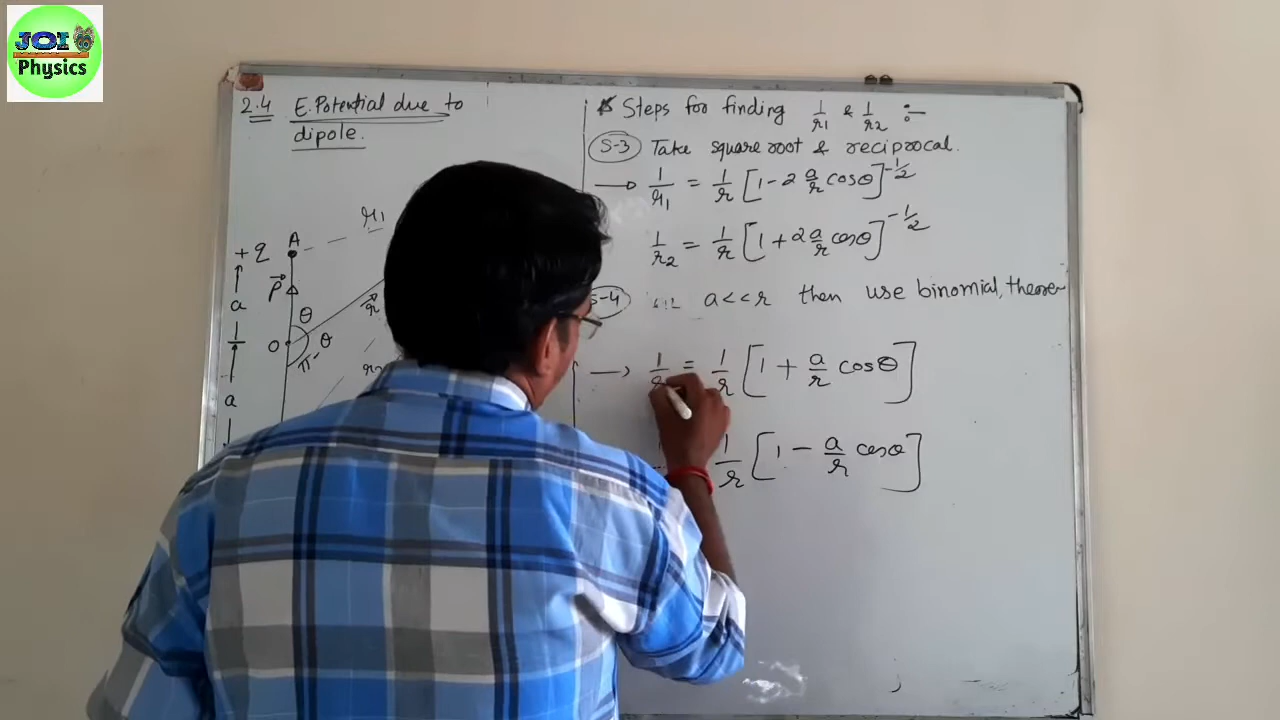 JOI
Physics
2.4 E.Potential due to
dipole.
+q A r₁
p⃗
a θ
O θ r⃗
π-θ
a
Steps for finding 1/r₁ & 1/r₂ :-
S-3 Take square root & reciprocal.
→ 1/r₁ = 1/r [1-2 a/r cosθ]^-1/2
1/r₂ = 1/r [1+2 a/r cosθ]^-1/2
S-4 a<<r then use binomial, theorem
→ 1/r = 1/r [1 + a/r cosθ]
1/r [1 - a/r cosθ]